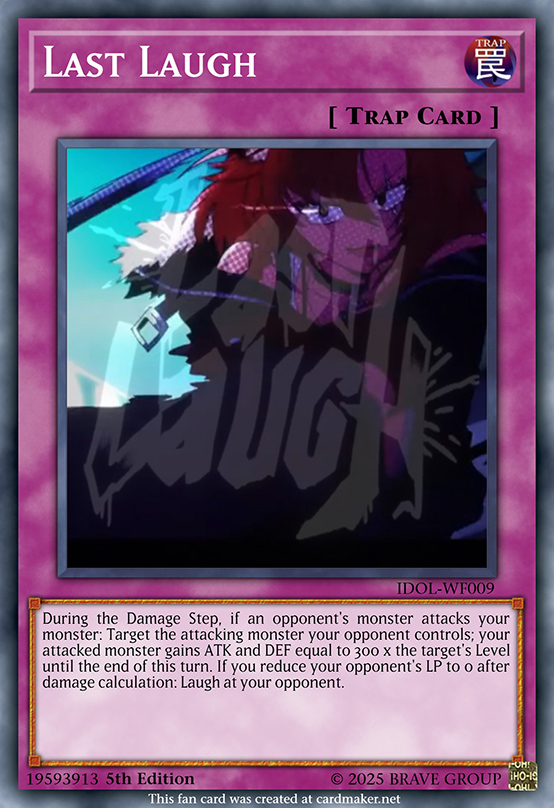 LAST LAUGH
TRAP
罠
[ TRAP CARD ]
LAST
LAUGH
IDOL-WF009
During the Damage Step, if an opponent's monster attacks your
monster: Target the attacking monster your opponent controls; your
attacked monster gains ATK and DEF equal to 300 x the target's Level
until the end of this turn. If you reduce your opponent's LP to 0 after
damage calculation: Laugh at your opponent.
19593913 5th Edition
© 2025 BRAVE GROUP
This fan card was created at cardmaker.net